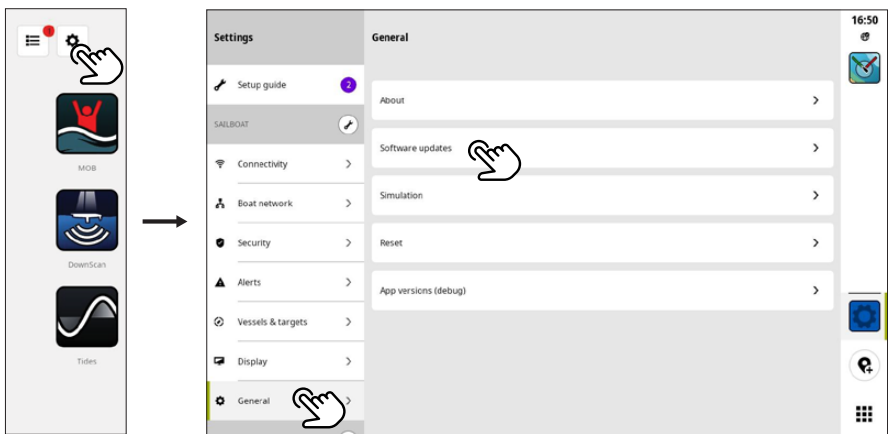 1
MOB
DownScan
Tides
Settings
Setup guide
2
SAILBOAT
Connectivity
Boat network
Security
Alerts
Vessels & targets
Display
General
General
About
Software updates
Simulation
Reset
App versions (debug)
16:50